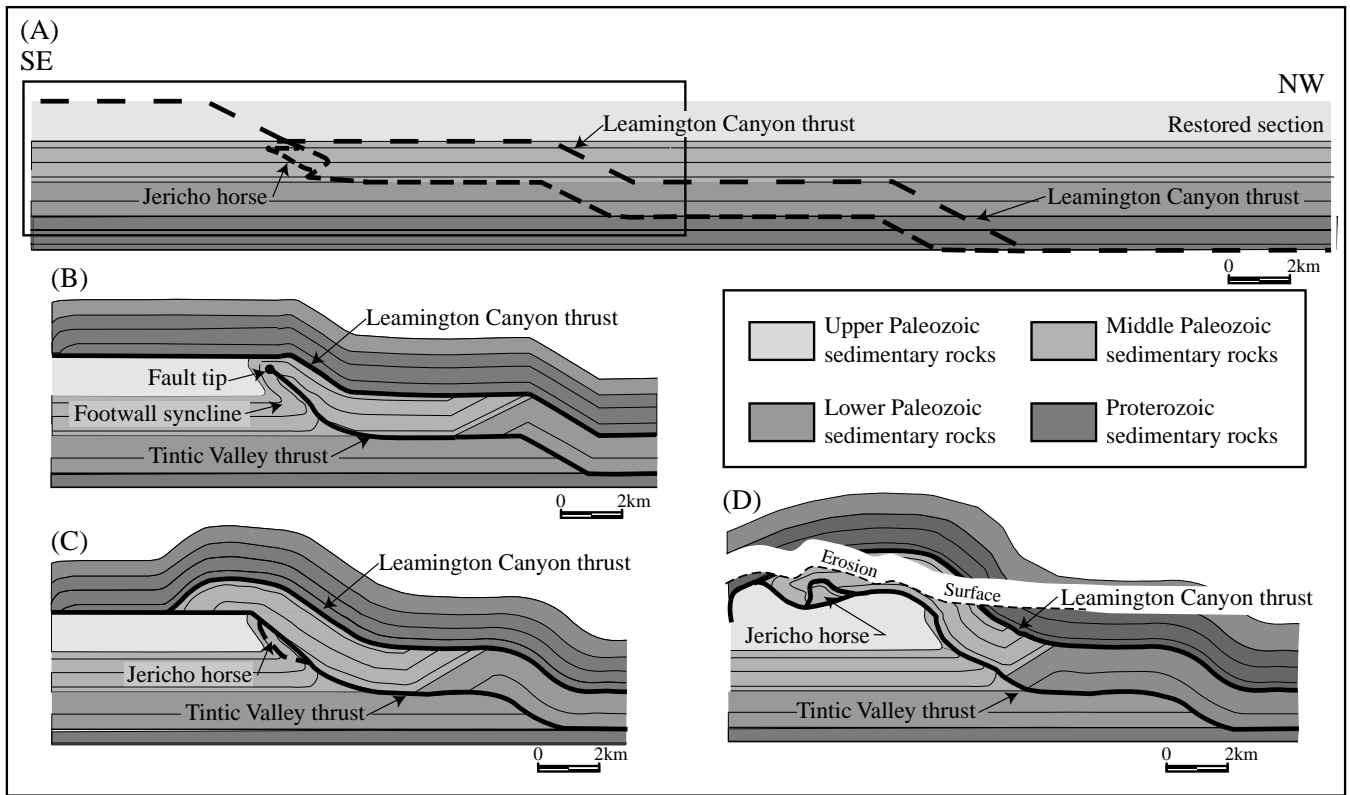 (A)
SE
NW
Leamington Canyon thrust
Restored section
Jericho horse
Leamington Canyon thrust
0 2km
(B)
Leamington Canyon thrust
Fault tip
Footwall syncline
Tintic Valley thrust
0 2km
Upper Paleozoic
sedimentary rocks
Middle Paleozoic
sedimentary rocks
Lower Paleozoic
sedimentary rocks
Proterozoic
sedimentary rocks
(C)
Leamington Canyon thrust
Jericho horse
Tintic Valley thrust
0 2km
(D)
Erosion
Surface
Leamington Canyon thrust
Jericho horse
Tintic Valley thrust
0 2km